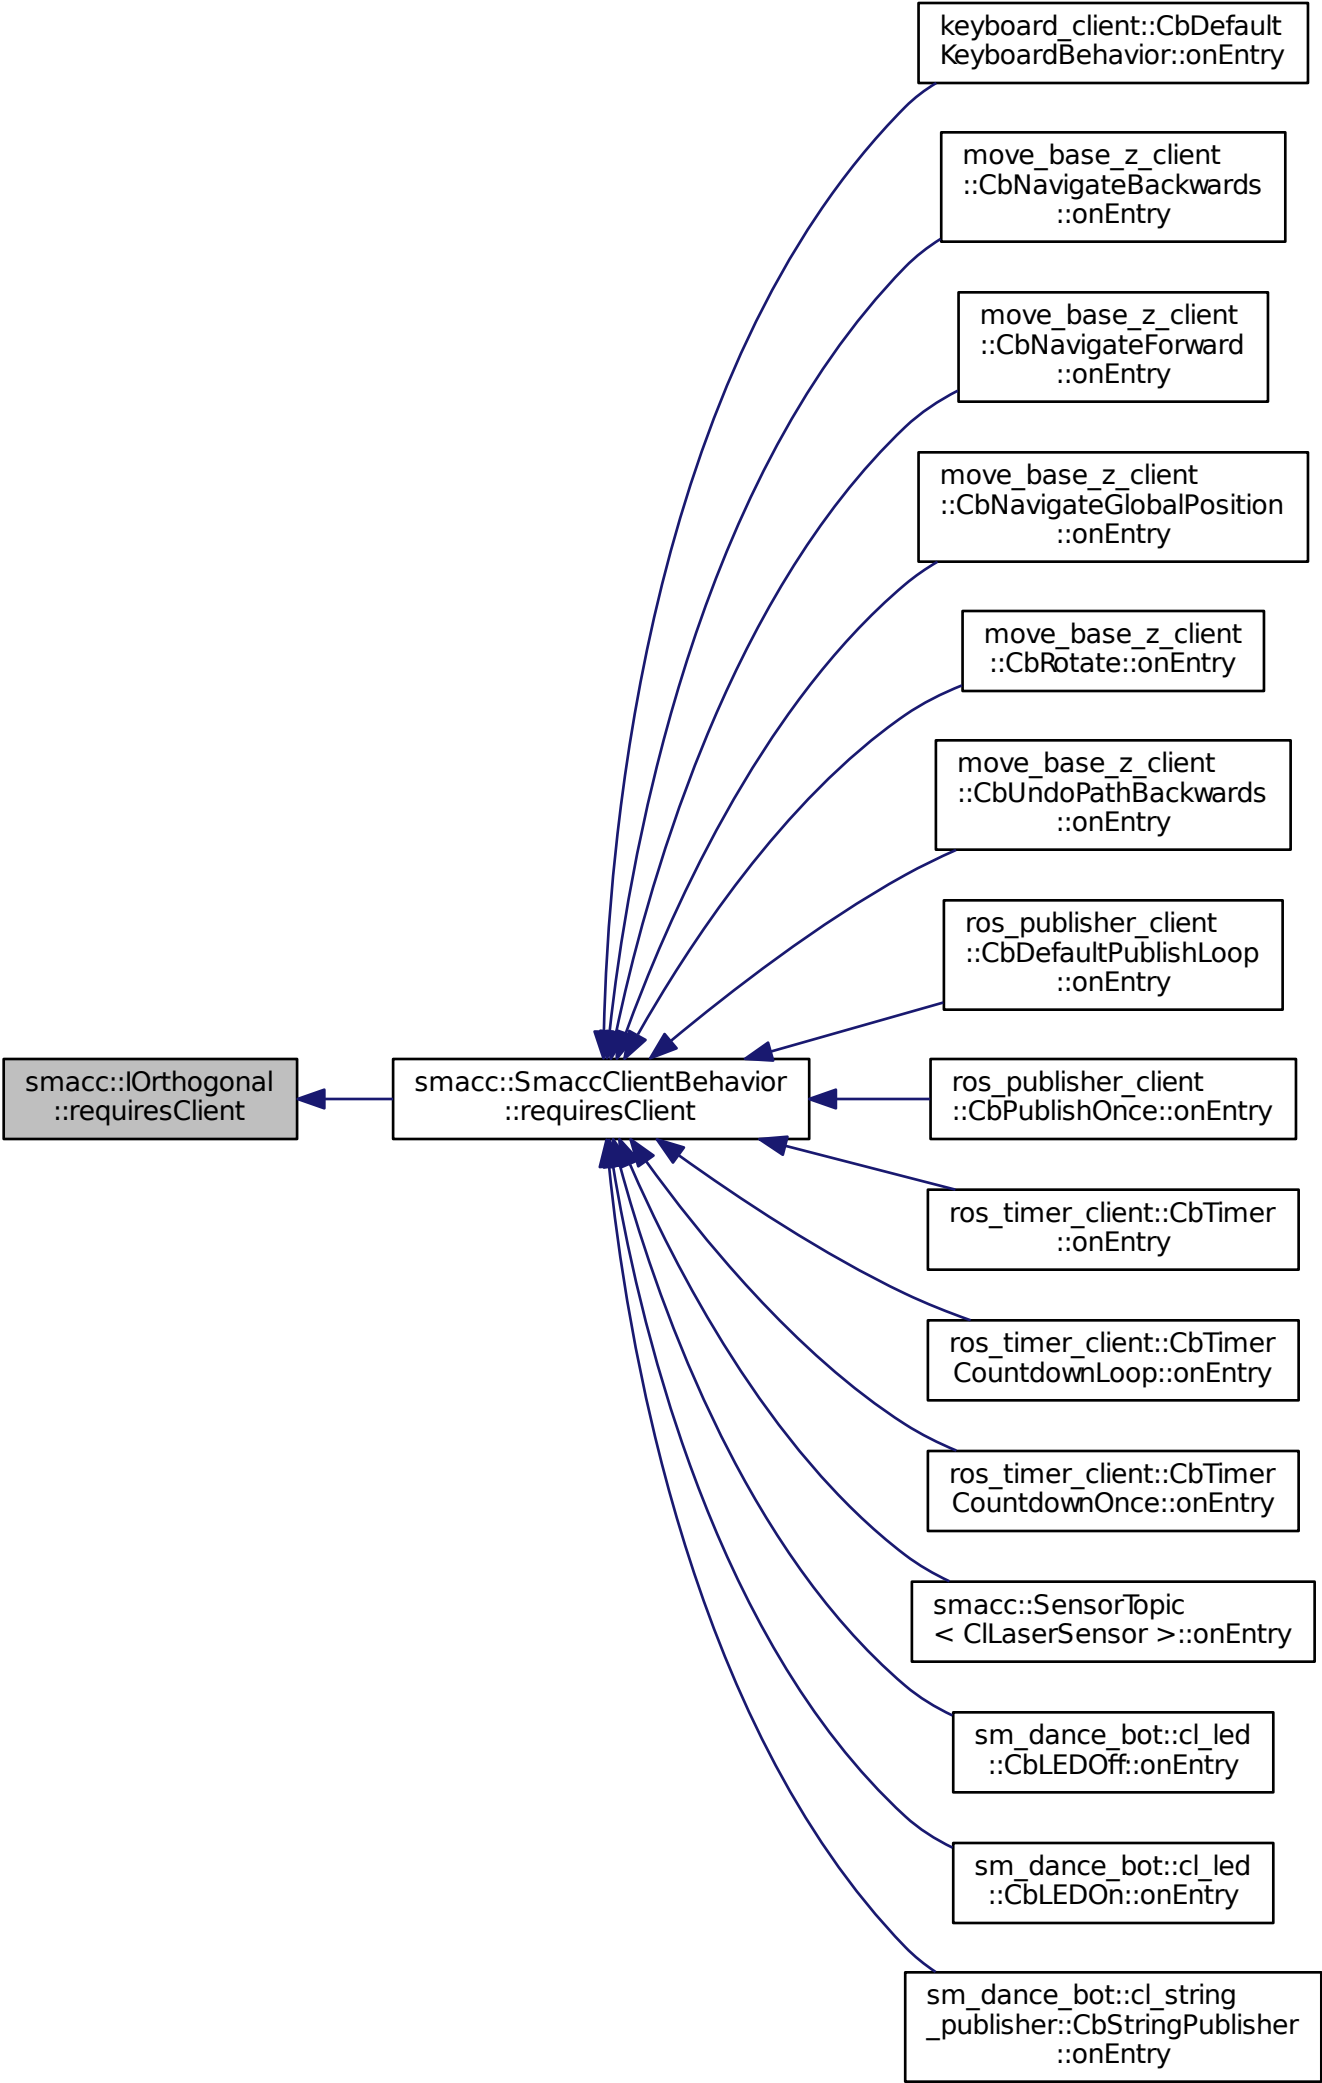 keyboard_client::CbDefault
KeyboardBehavior::onEntry
move_base_z_client
::CbNavigateBackwards
::onEntry
move_base_z_client
::CbNavigateForward
::onEntry
move_base_z_client
::CbNavigateGlobalPosition
::onEntry
move_base_z_client
::CbRotate::onEntry
move_base_z_client
::CbUndoPathBackwards
::onEntry
ros_publisher_client
::CbDefaultPublishLoop
::onEntry
smacc::IOrthogonal
::requiresClient
smacc::SmaccClientBehavior
::requiresClient
ros_publisher_client
::CbPublishOnce::onEntry
ros_timer_client::CbTimer
::onEntry
ros_timer_client::CbTimer
CountdownLoop::onEntry
ros_timer_client::CbTimer
CountdownOnce::onEntry
smacc::SensorTopic
< ClLaserSensor >::onEntry
sm_dance_bot::cl_led
::CbLEDOff::onEntry
sm_dance_bot::cl_led
::CbLEDOn::onEntry
sm_dance_bot::cl_string
_publisher::CbStringPublisher
::onEntry